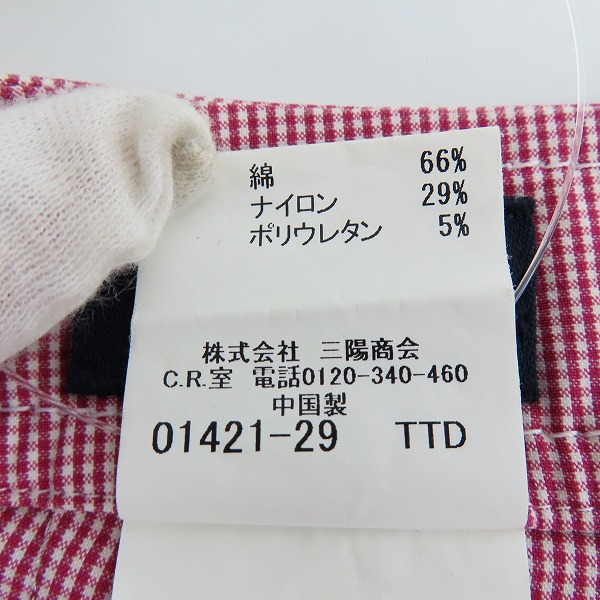 綿 66%
ナイロン 29%
ポリウレタン 5%
株式会社 三陽商会
C.R.室 電話0120-340-460
中国製
01421-29 TTD